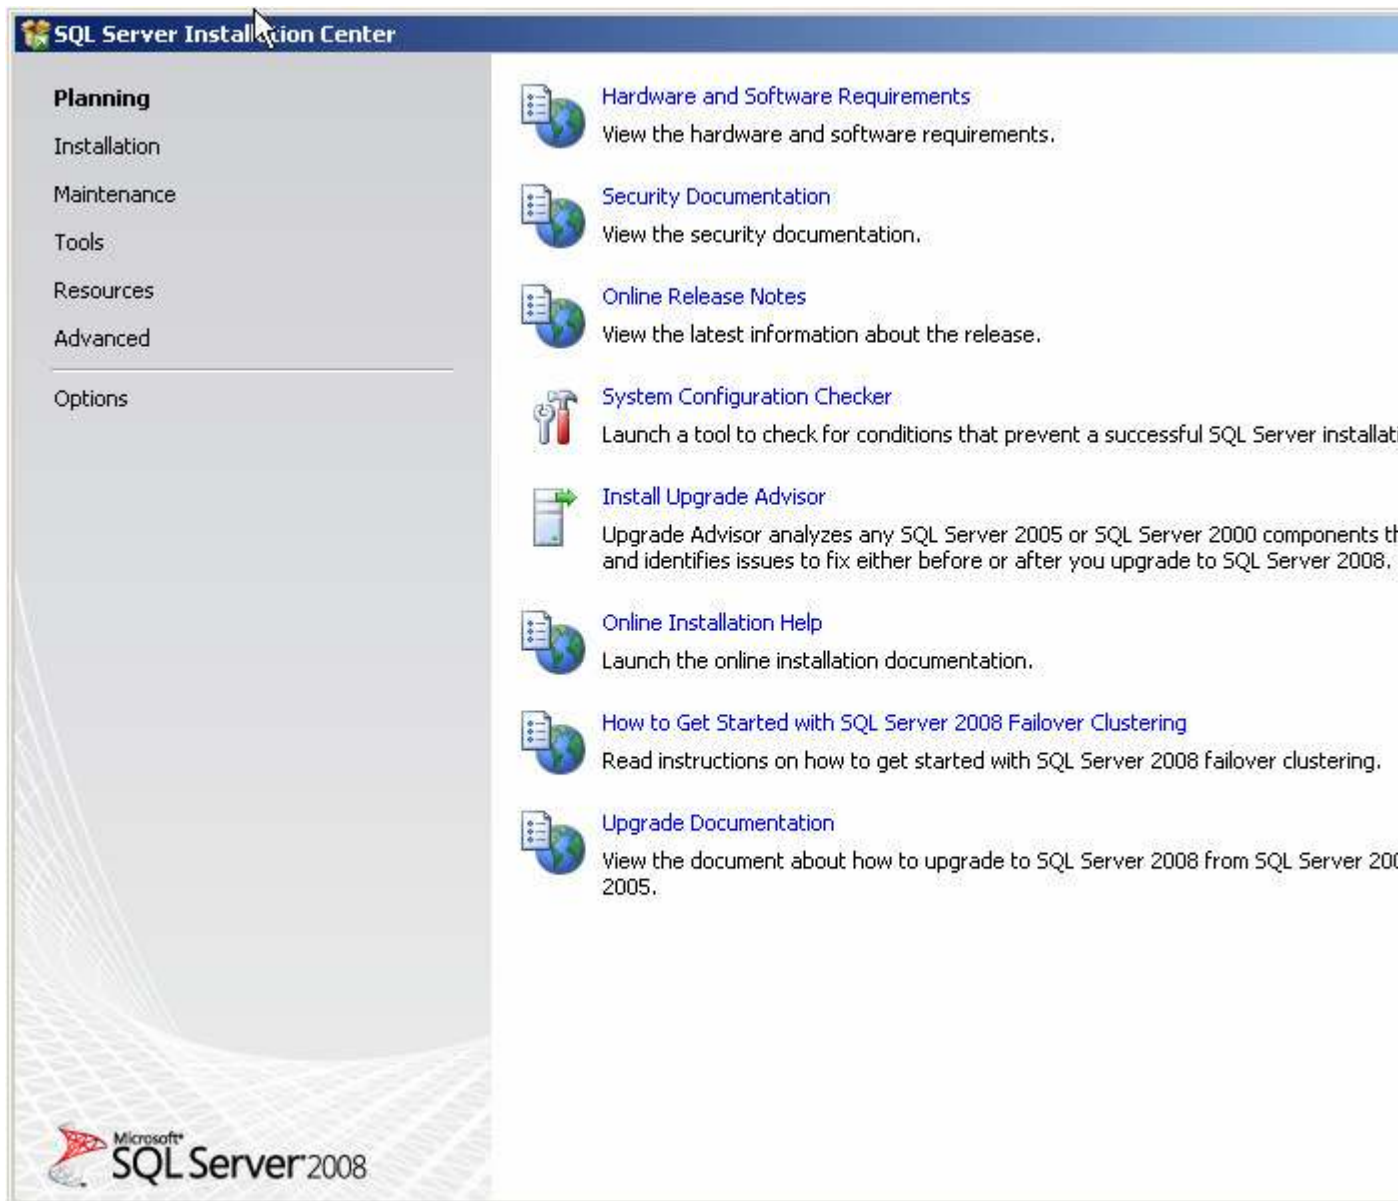 SQL Server Installation Center
Planning
Installation
Maintenance
Tools
Resources
Advanced
Options
Hardware and Software Requirements
View the hardware and software requirements.
Security Documentation
View the security documentation.
Online Release Notes
View the latest information about the release.
System Configuration Checker
Launch a tool to check for conditions that prevent a successful SQL Server
Install Upgrade Advisor
Upgrade Advisor analyzes any SQL Server 2005 or SQL Server 2000 components
and identifies issues to fix either before or after you upgrade to SQL Server 2008.
Online Installation Help
Launch the online installation documentation.
How to Get Started with SQL Server 2008 Failover Clustering
Read instructions on how to get started with SQL Server 2008 failover clustering.
Upgrade Documentation
View the document about how to upgrade to SQL Server 2008 from SQL Server
2005.
Microsoft®
SQL Server 2008